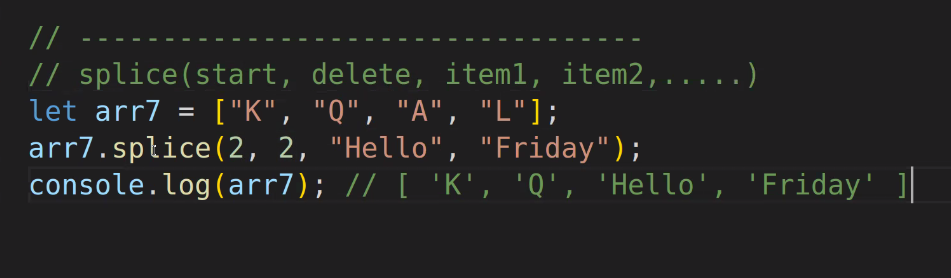 // ----------------------------------
// splice(start, delete, item1, item2,.....)
let arr7 = ["K", "Q", "A", "L"];
arr7.splice(2, 2, "Hello", "Friday");
console.log(arr7); // [ 'K', 'Q', 'Hello', 'Friday' ]